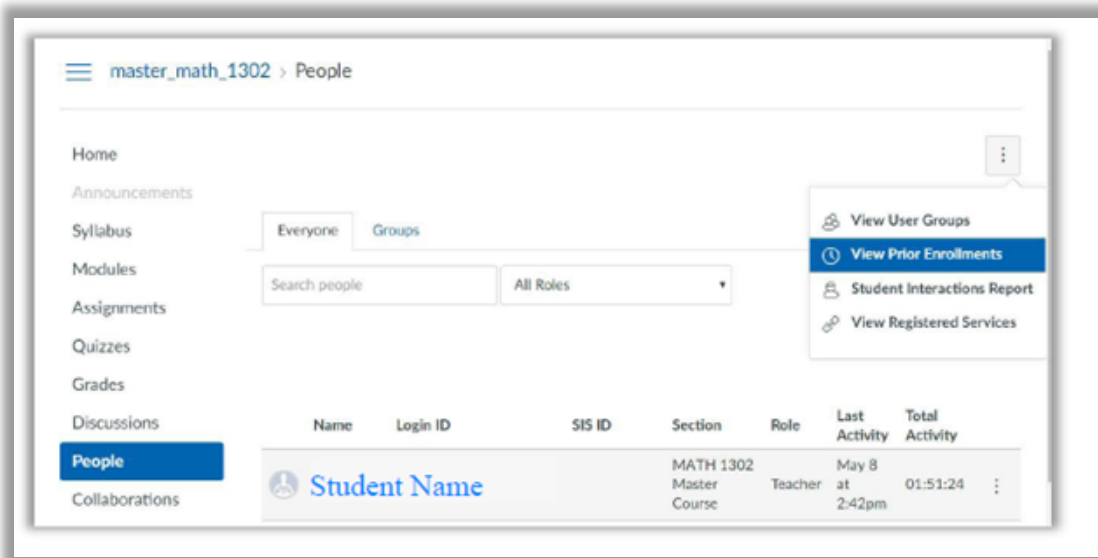 master_math_1302 > People
Home
Announcements
Syllabus
Modules
Assignments
Quizzes
Grades
Discussions
People
Collaborations
Everyone Groups
Search people All Roles
View User Groups
View Prior Enrollments
Student Interactions Report
View Registered Services
Name Login ID SIS ID Section Role Last Activity Total Activity
Student Name MATH 1302 Master Course Teacher May 8 at 2:42pm 01:51:24